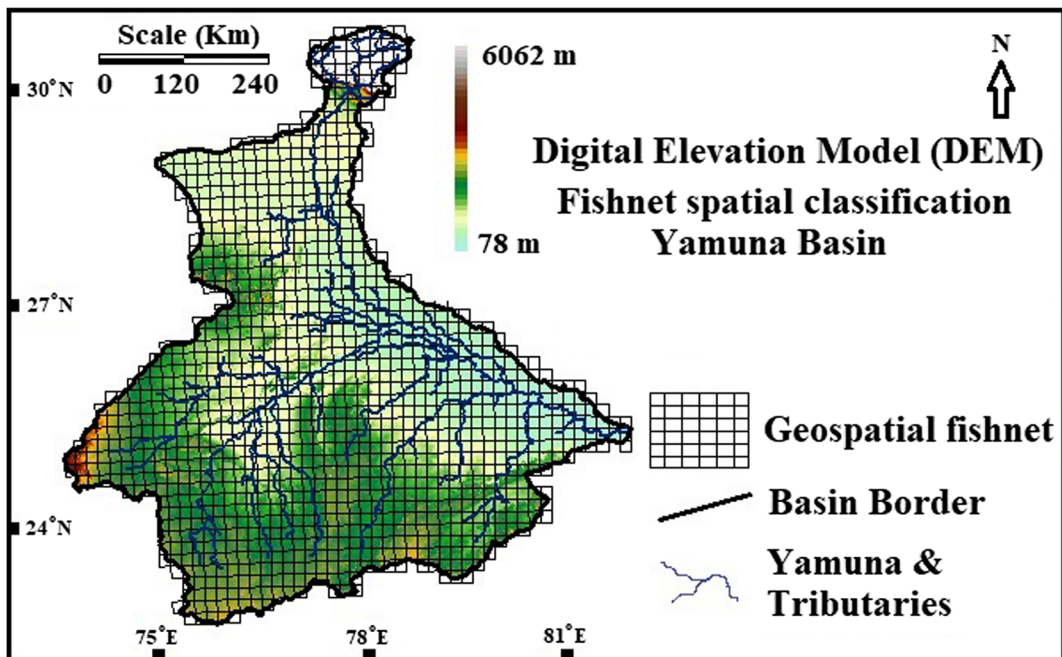 Scale (Km)
0 120 240
6062 m
78 m
N
Digital Elevation Model (DEM)
Fishnet spatial classification
Yamuna Basin
30°N
27°N
24°N
75°E 78°E 81°E
Geospatial fishnet
Basin Border
Yamuna &
Tributaries